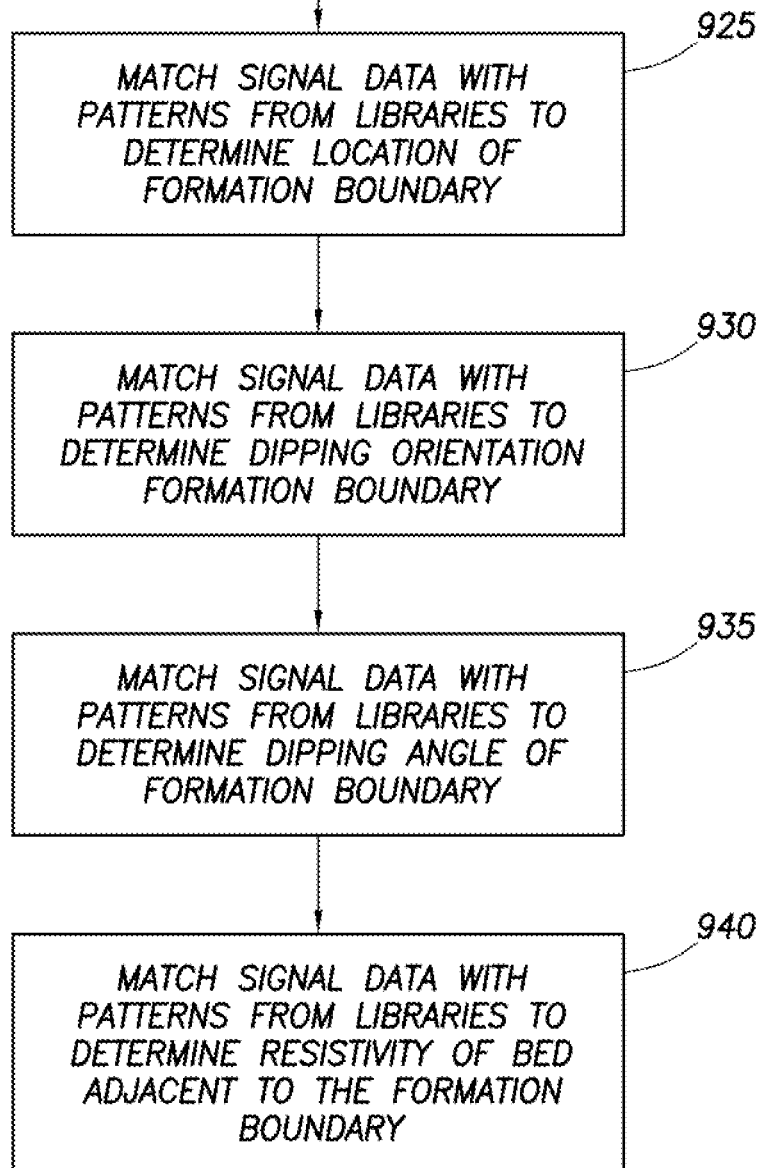 925
MATCH SIGNAL DATA WITH
PATTERNS FROM LIBRARIES TO
DETERMINE LOCATION OF
FORMATION BOUNDARY
930
MATCH SIGNAL DATA WITH
PATTERNS FROM LIBRARIES TO
DETERMINE DIPPING ORIENTATION
FORMATION BOUNDARY
935
MATCH SIGNAL DATA WITH
PATTERNS FROM LIBRARIES TO
DETERMINE DIPPING ANGLE OF
FORMATION BOUNDARY
940
MATCH SIGNAL DATA WITH
PATTERNS FROM LIBRARIES TO
DETERMINE RESISTIVITY OF BED
ADJACENT TO THE FORMATION
BOUNDARY